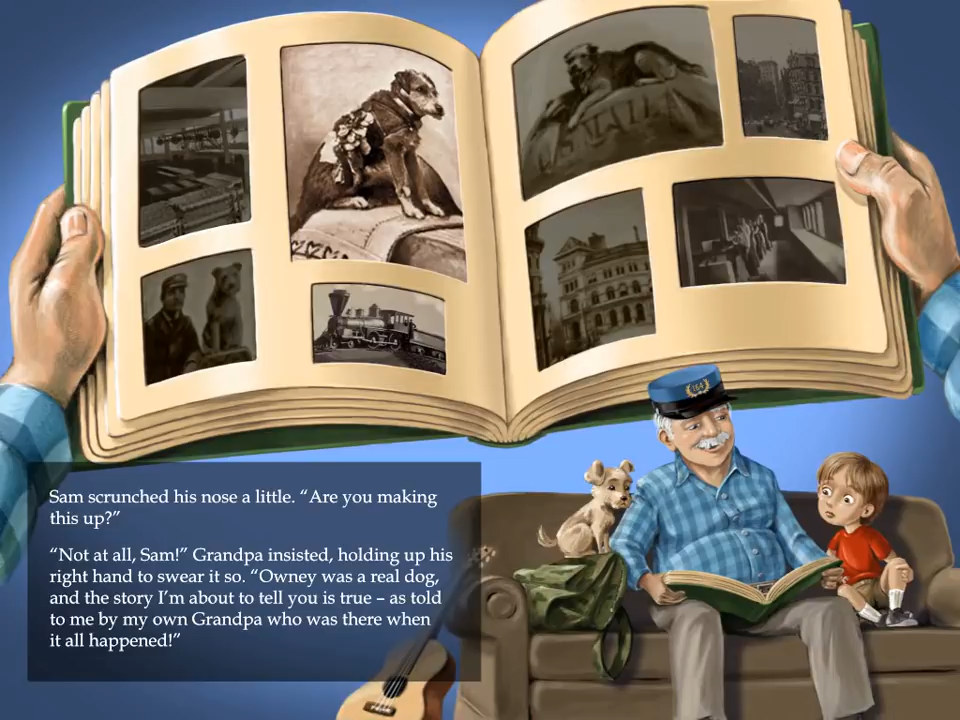 Sam scrunched his nose a little. “Are you making
this up?”
“Not at all, Sam!” Grandpa insisted, holding up his
right hand to swear it so. “Owney was a real dog,
and the story I’m about to tell you is true – as told
to me by my own Grandpa who was there when
it all happened!”